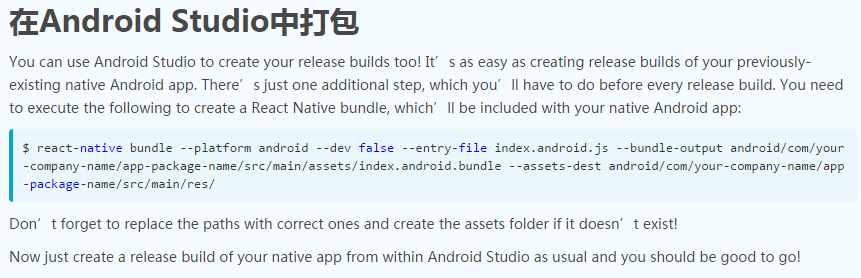 在Android Studio中打包
You can use Android Studio to create your release builds too! It’s as easy as creating release builds of your previously-
existing native Android app. There’s just one additional step, which you’ll have to do before every release build. You need
to execute the following to create a React Native bundle, which’ll be included with your native Android app:
$ react-native bundle --platform android --dev false --entry-file index.android.js --bundle-output android/com/your
-company-name/app-package-name/src/main/assets/index.android.bundle --assets-dest android/com/your-company-name/app
-package-name/src/main/res/
Don’t forget to replace the paths with correct ones and create the assets folder if it doesn’t exist!
Now just create a release build of your native app from within Android Studio as usual and you should be good to go!